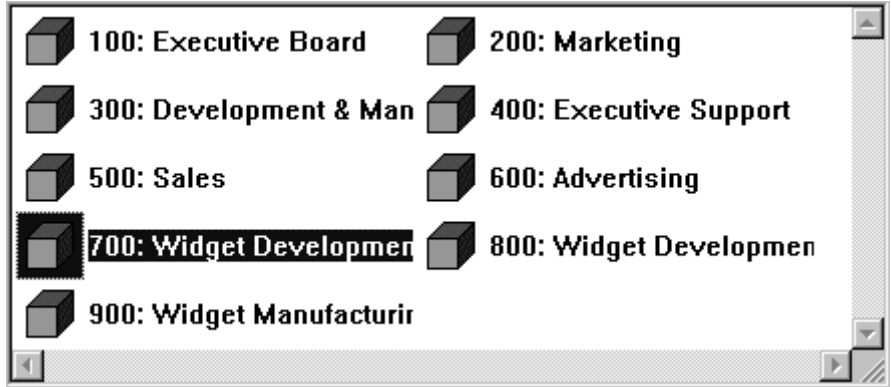 100: Executive Board
200: Marketing
300: Development & Man
400: Executive Support
500: Sales
600: Advertising
700: Widget Developmen
800: Widget Developmen
900: Widget Manufacturin